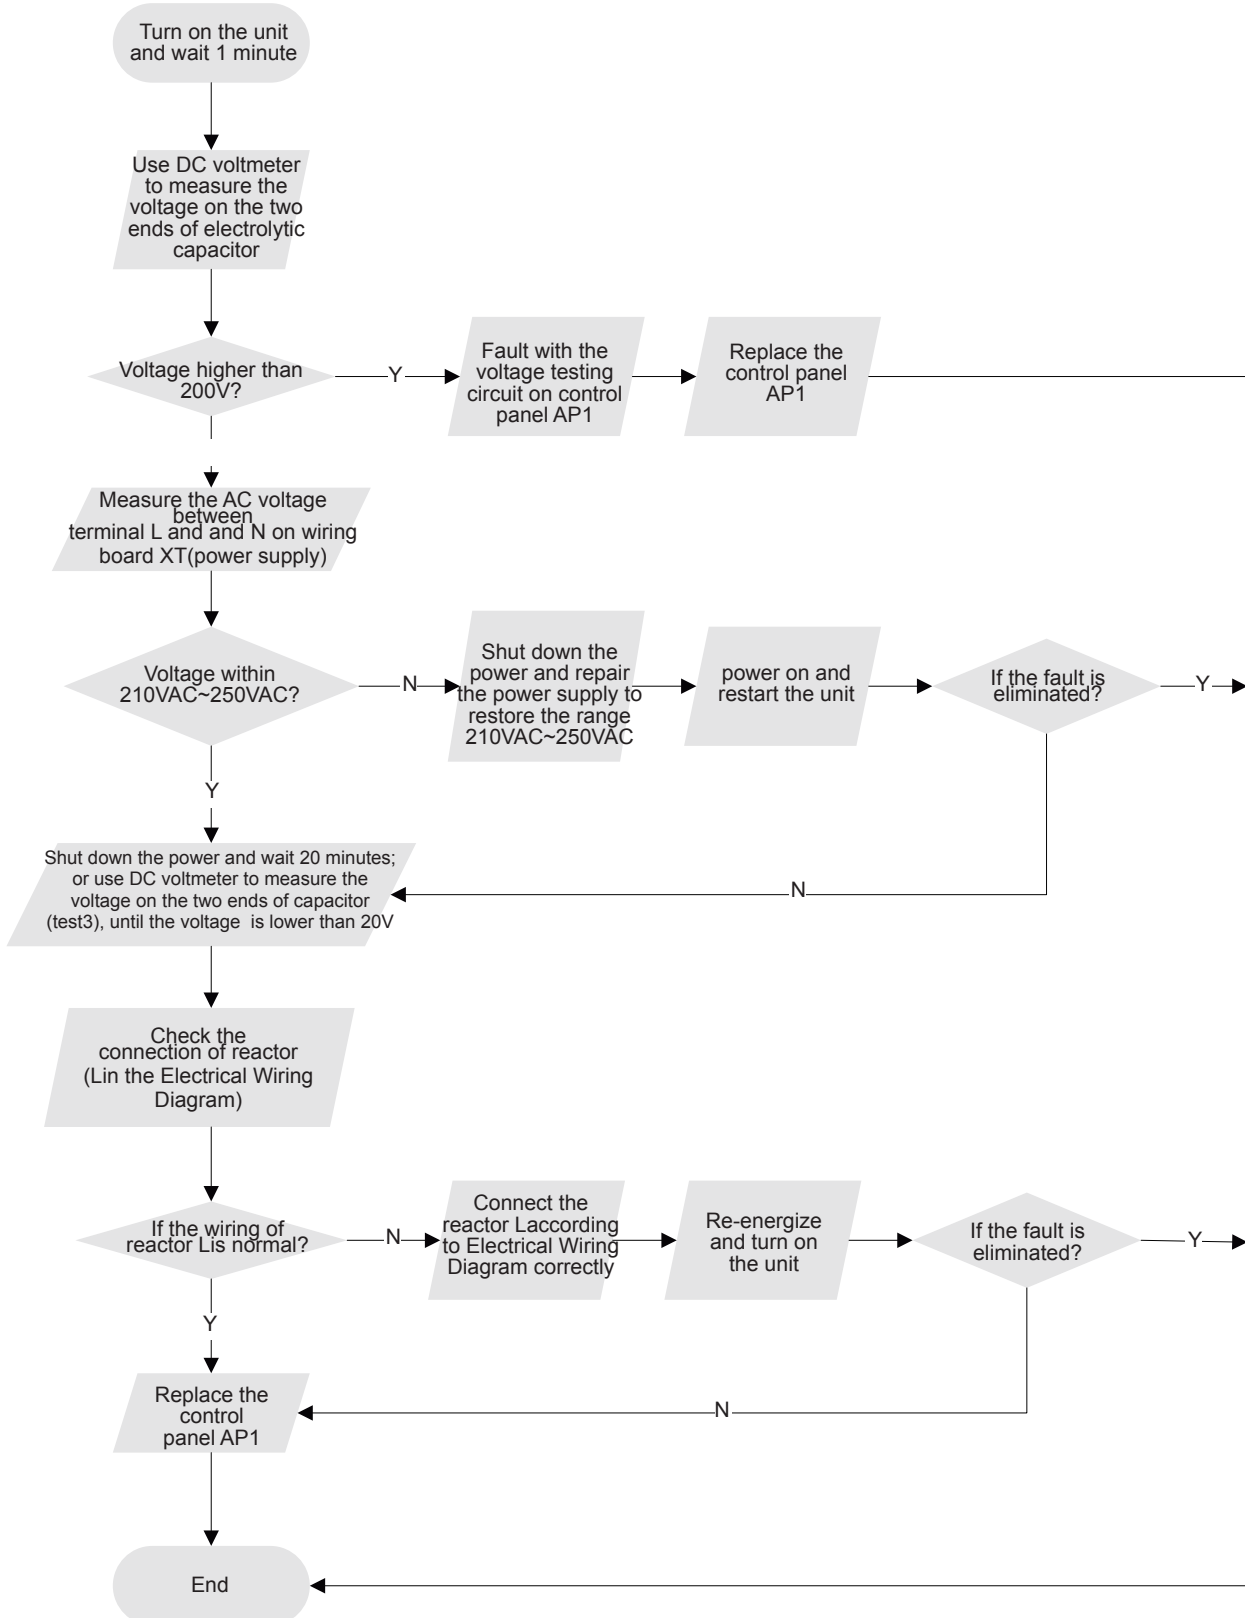 Turn on the unit
and wait 1 minute
Use DC voltmeter
to measure the
voltage on the two
ends of electrolytic
capacitor
Voltage higher than
200V?
Y
Fault with the
voltage testing
circuit on control
panel AP1
Replace the
control panel
AP1
Measure the AC voltage
between
terminal L and and N on wiring
board XT(power supply)
Voltage within
210VAC~250VAC?
N
Shut down the
power and repair
the power supply to
restore the range
210VAC~250VAC
power on and
restart the unit
If the fault is
eliminated?
Y
Y
Shut down the power and wait 20 minutes;
or use DC voltmeter to measure the
voltage on the two ends of capacitor
(test3), until the voltage is lower than 20V
N
Check the
connection of reactor
(Lin the Electrical Wiring
Diagram)
If the wiring of
reactor Lis normal?
N
Connect the
reactor Laccording
to Electrical Wiring
Diagram correctly
Re-energize
and turn on
the unit
If the fault is
eliminated?
Y
Y
Replace the
control
panel AP1
N
End